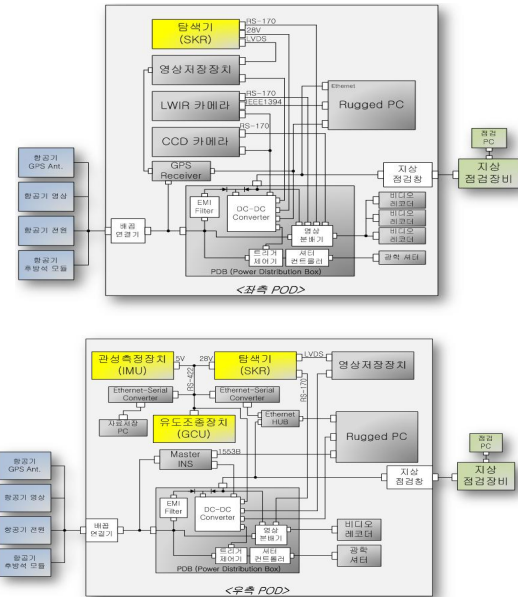 탐색기
(SKR)
RS-170
28V
LVDS
영상저장장치
LWIR 카메라
RS-170
IEEE1394
Ethernet
Rugged PC
CCD 카메라
RS-170
GPS
Receiver
항공기
GPS Ant.
항공기 영상
항공기 전원
항공기
후방석 모듈
배꼽
연결기
EMI
Filter
DC-DC
Converter
영상
분배기
트리거
제어기
셔터
컨트롤러
PDB (Power Distribution Box)
비디오
레코더
비디오
레코더
비디오
레코더
광학 셔터
지상
점검창
점검
PC
지상
점검장비
<좌측 POD>
관성측정장치
(IMU)
5V
28V
RS-422
탐색기
(SKR)
LVDS
RS-170
영상저장장치
Ethernet-Serial
Converter
Ethernet-Serial
Converter
자료저장
PC
유도조종장치
(GCU)
Ethernet
HUB
Rugged PC
Master
INS
1553B
항공기
GPS Ant.
항공기 영상
항공기 전원
항공기
후방석 모듈
배꼽
연결기
EMI
Filter
DC-DC
Converter
영상
분배기
트리거
제어기
셔터
컨트롤러
PDB (Power Distribution Box)
비디오
레코더
광학
셔터
지상
점검창
점검
PC
지상
점검장비
<우측 POD>